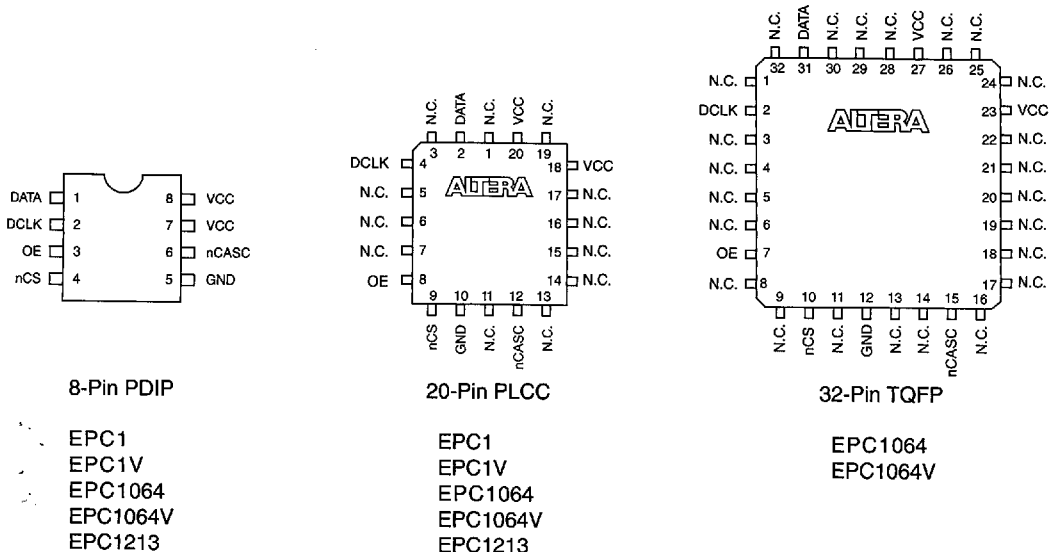 DATA 1 8 VCC
DCLK 2 7 VCC
OE 3 6 nCASC
nCS 4 5 GND
8-Pin PDIP
EPC1
EPC1V
EPC1064
EPC1064V
EPC1213
N.C. DATA N.C. VCC N.C.
3 2 1 20 19
DCLK 4 18 VCC
ALTERA
N.C. 5 17 N.C.
N.C. 6 16 N.C.
N.C. 7 15 N.C.
OE 8 14 N.C.
9 10 11 12 13
nCS GND N.C. nCASC N.C.
20-Pin PLCC
EPC1
EPC1V
EPC1064
EPC1064V
EPC1213
N.C. DATA N.C. N.C. N.C. VCC N.C. N.C.
32 31 30 29 28 27 26 25
N.C. 1 24 N.C.
DCLK 2 23 VCC
ALTERA
N.C. 3 22 N.C.
N.C. 4 21 N.C.
N.C. 5 20 N.C.
N.C. 6 19 N.C.
OE 7 18 N.C.
N.C. 8 17 N.C.
9 10 11 12 13 14 15 16
N.C. nCS N.C. GND N.C. N.C. nCASC N.C.
32-Pin TQFP
EPC1064
EPC1064V